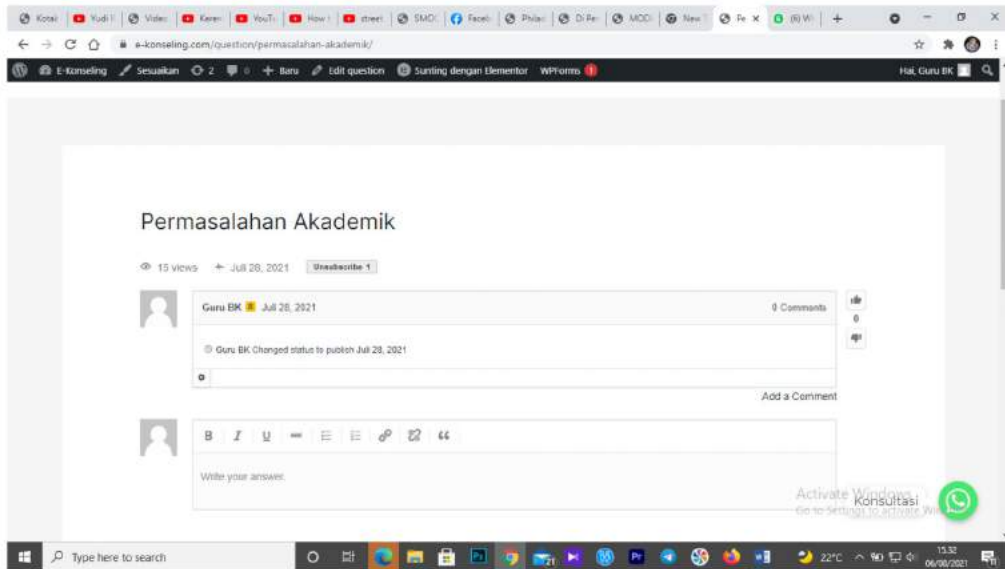 Kotal
Yudi
Video
Keren
YouTu
How t
street
SMOC
Faceb
Philac
Di Per
MODI
New T
Pe
(6) W
e-konseling.com/question/permasalahan-akademik/
E-Konseling Sesuaikan 2 0 + Baru Edit question Sunting dengan Elementor WPForms 1 Hai, Guru BK
Permasalahan Akademik
15 views Juli 28, 2021 Unsubscribe 1
Guru BK Juli 28, 2021 0 Comments
0
Guru BK Changed status to publish Juli 28, 2021
Add a Comment
B I U
Write your answer.
Activate Windows
Konsultasi
Go to Settings to activate Win
Type here to search
21
22°C
15.32
06/08/2021